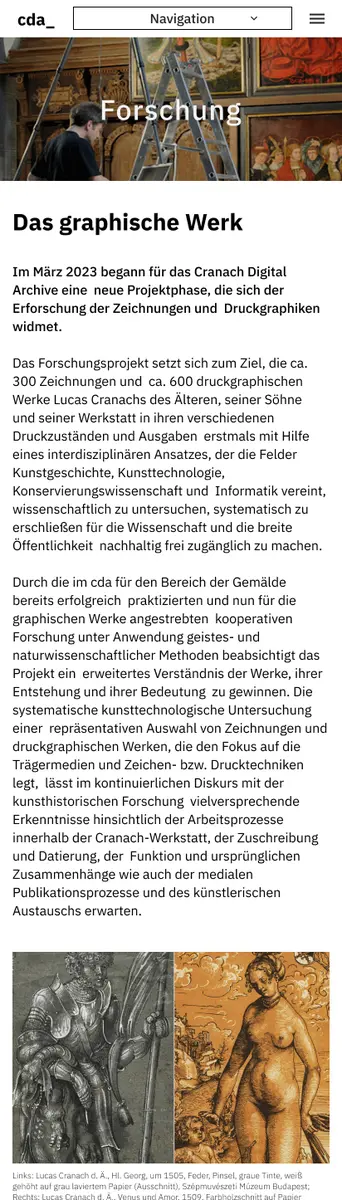 cda_
Navigation
Forschung
Das graphische Werk
Im März 2023 begann für das Cranach Digital
Archive eine neue Projektphase, die sich der
Erforschung der Zeichnungen und Druckgraphiken
widmet.
Das Forschungsprojekt setzt sich zum Ziel, die ca.
300 Zeichnungen und ca. 600 druckgraphischen
Werke Lucas Cranachs des Älteren, seiner Söhne
und seiner Werkstatt in ihren verschiedenen
Druckzuständen und Ausgaben erstmals mit Hilfe
eines interdisziplinären Ansatzes, der die Felder
Kunstgeschichte, Kunsttechnologie,
Konservierungswissenschaft und Informatik vereint,
wissenschaftlich zu untersuchen, systematisch zu
erschließen für die Wissenschaft und die breite
Öffentlichkeit nachhaltig frei zugänglich zu machen.
Durch die im cda für den Bereich der Gemälde
bereits erfolgreich praktizierten und nun für die
graphischen Werke angestrebten kooperativen
Forschung unter Anwendung geistes- und
naturwissenschaftlicher Methoden beabsichtigt das
Projekt ein erweitertes Verständnis der Werke, ihrer
Entstehung und ihrer Bedeutung zu gewinnen. Die
systematische kunsttechnologische Untersuchung
einer repräsentativen Auswahl von Zeichnungen und
druckgraphischen Werken, die den Fokus auf die
Trägermedien und Zeichen- bzw. Drucktechniken
legt, lässt im kontinuierlichen Diskurs mit der
kunsthistorischen Forschung vielversprechende
Erkenntnisse hinsichtlich der Arbeitsprozesse
innerhalb der Cranach-Werkstatt, der Zuschreibung
und Datierung, der Funktion und ursprünglichen
Zusammenhänge wie auch der medialen
Publikationsprozesse und des künstlerischen
Austauschs erwarten.
Links: Lucas Cranach d. Ä., Hl. Georg, um 1505, Feder, Pinsel, graue Tinte, weiß
gehöht auf grau laviertem Papier (Ausschnitt), Szépmuvészeti Múzeum Budapest;
Rechts: Lucas Cranach d. Ä., Venus und Amor, 1509, Farbholzschnitt auf Papier